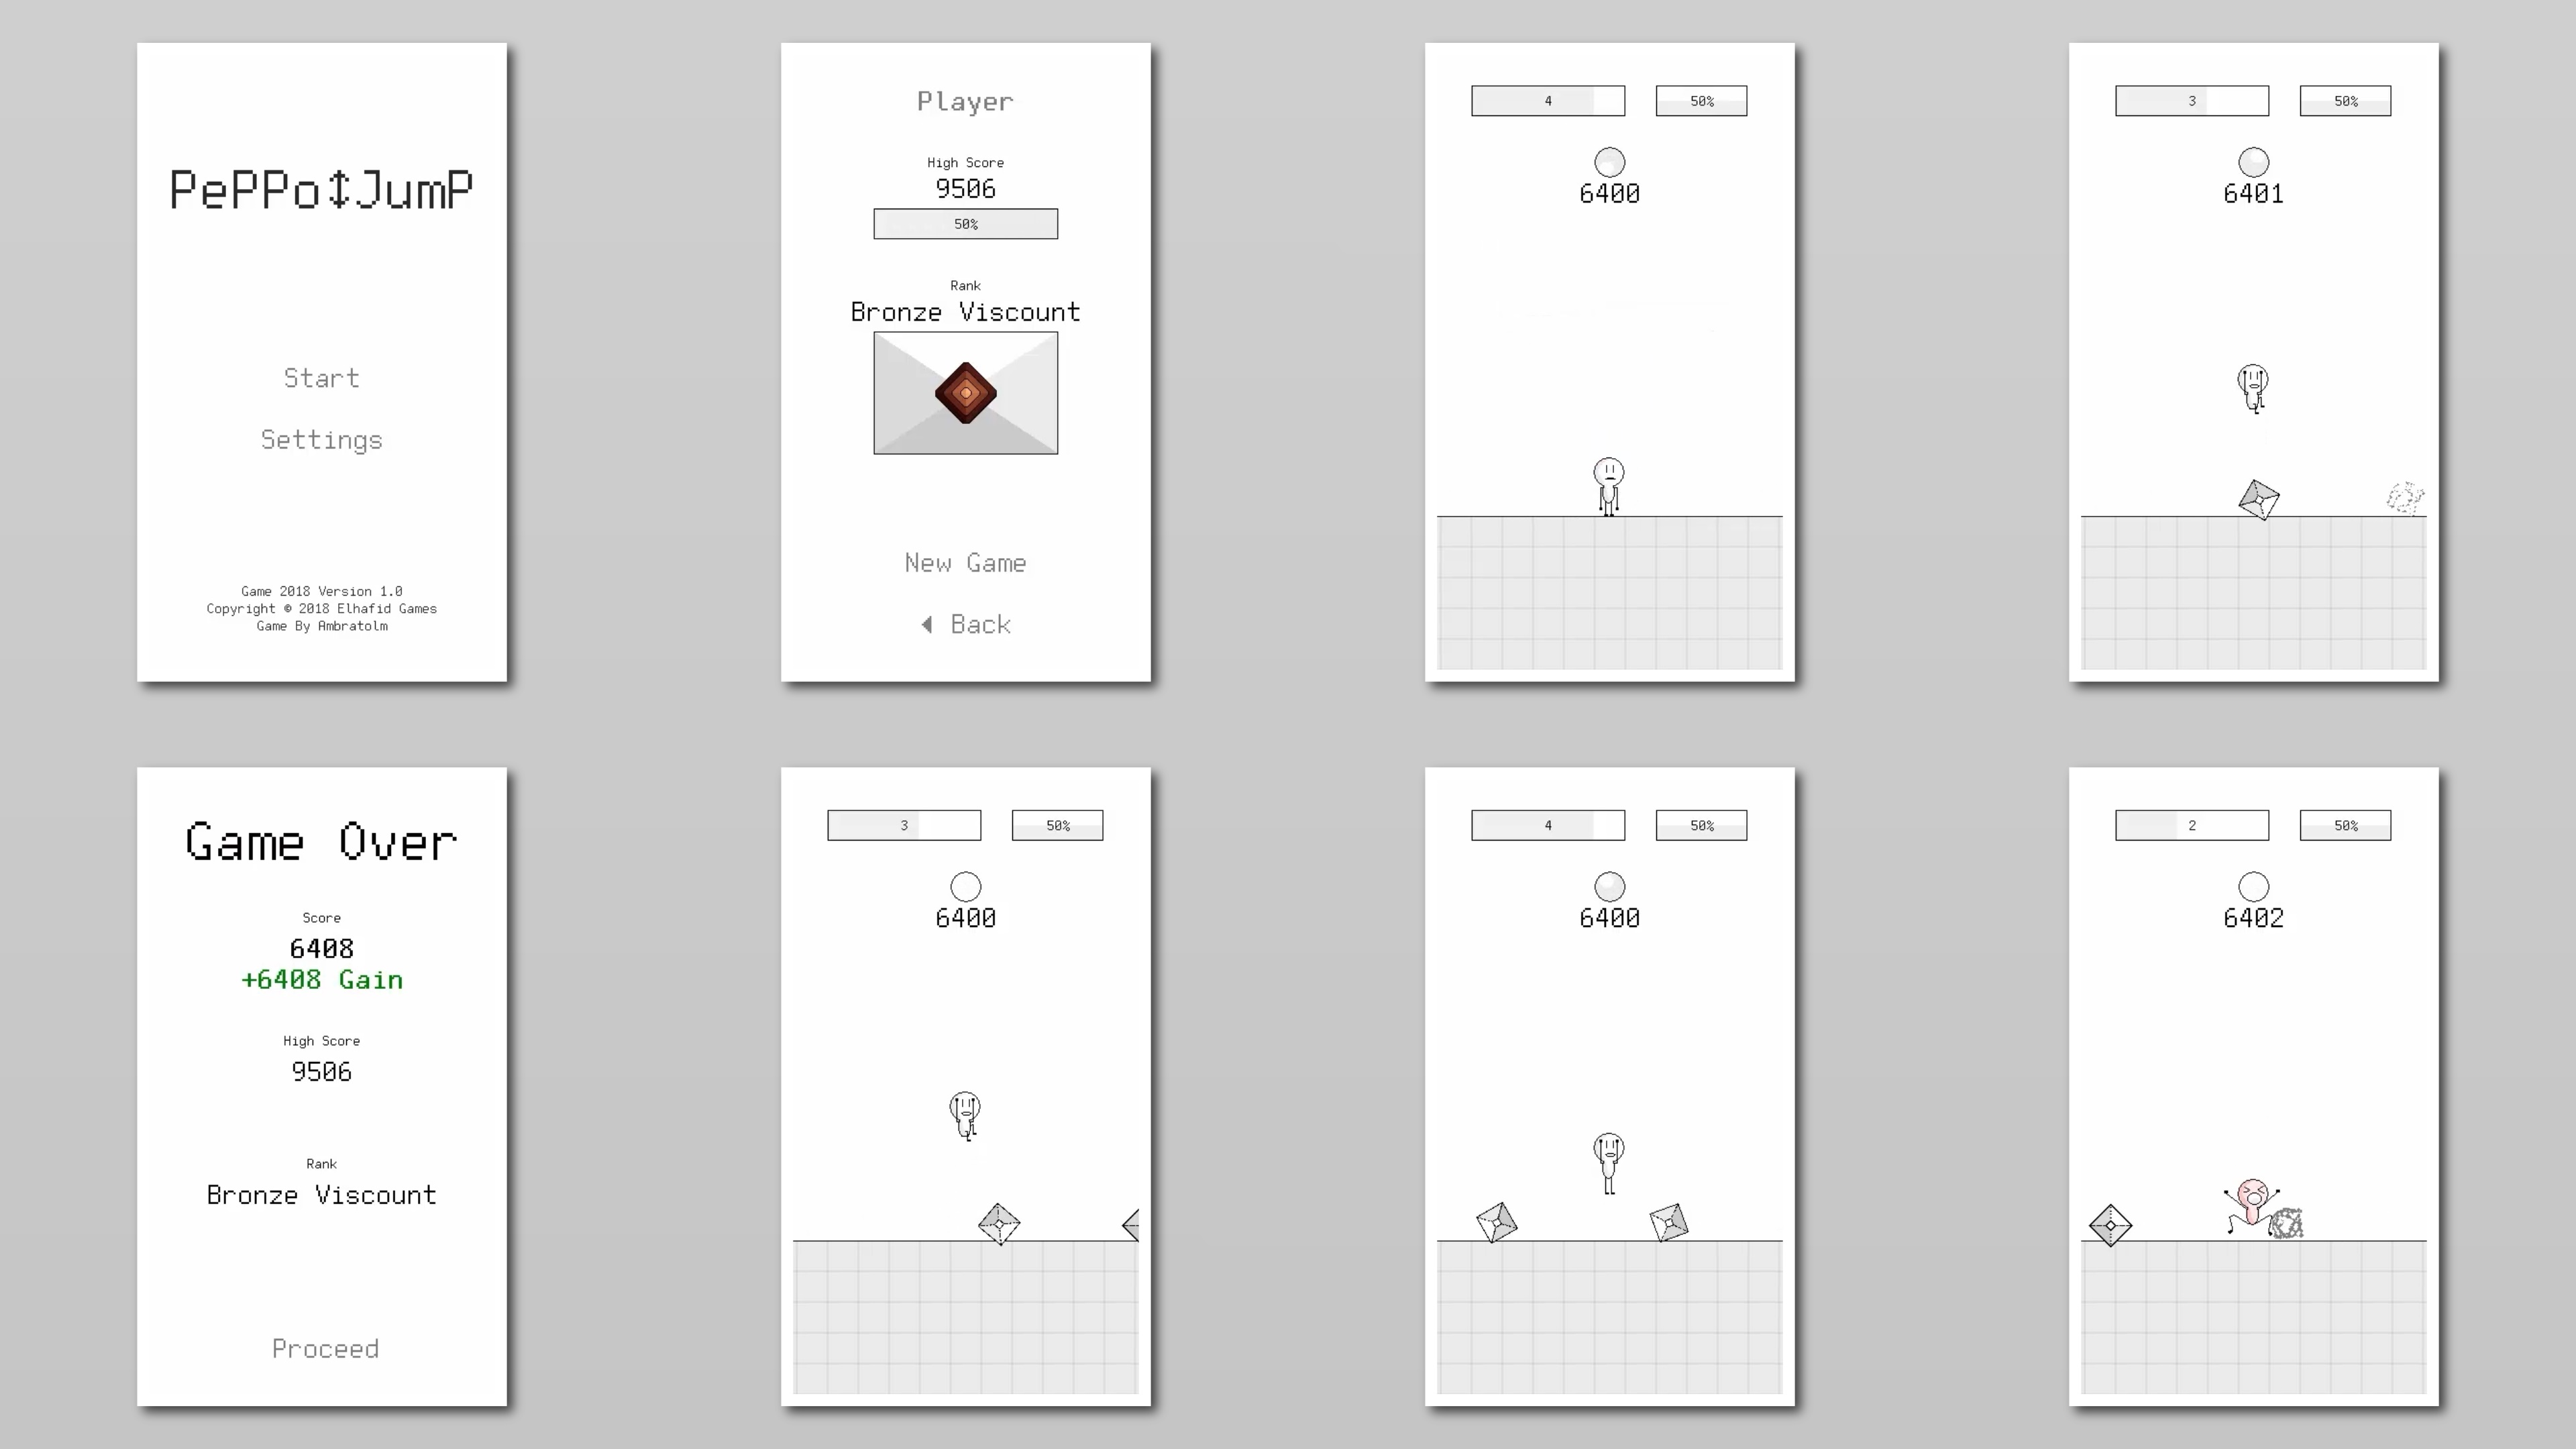 PePPo↕JumP
Start
Settings
Game 2018 Version 1.0
Copyright © 2018 Elhafid Games
Game By Ambratolm
Player
High Score
9506
50%
Rank
Bronze Viscount
New Game
Back
4
50%
6400
3
50%
6401
Game Over
Score
6408
+6408 Gain
High Score
9506
Rank
Bronze Viscount
Proceed
3
50%
6400
4
50%
6400
2
50%
6402